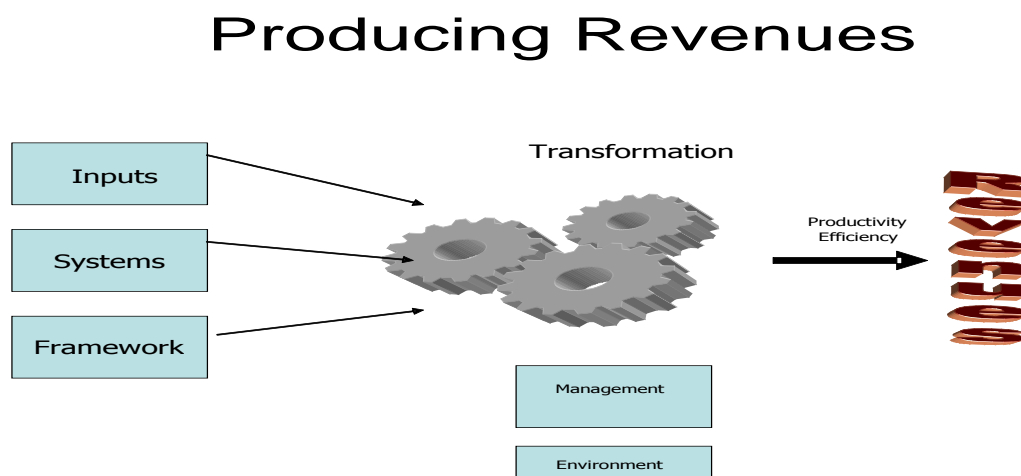 Producing Revenues
Transformation
Inputs
Systems
Framework
Productivity
Efficiency
Revenues
Management
Environment